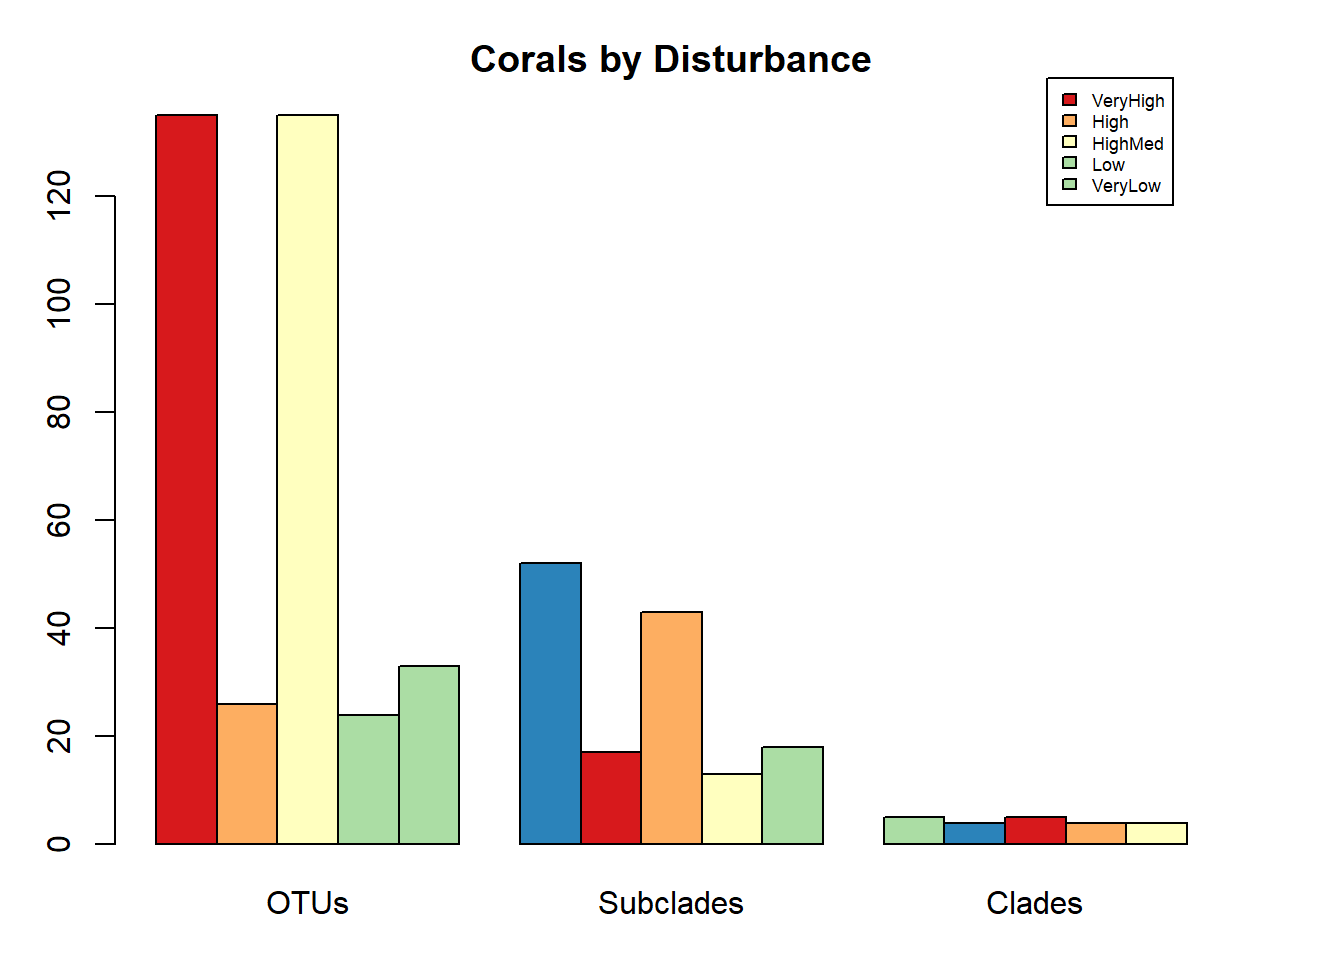 Corals by Disturbance
VeryHigh
High
HighMed
Low
VeryLow
120
100
80
60
40
20
0
OTUs
Subclades
Clades